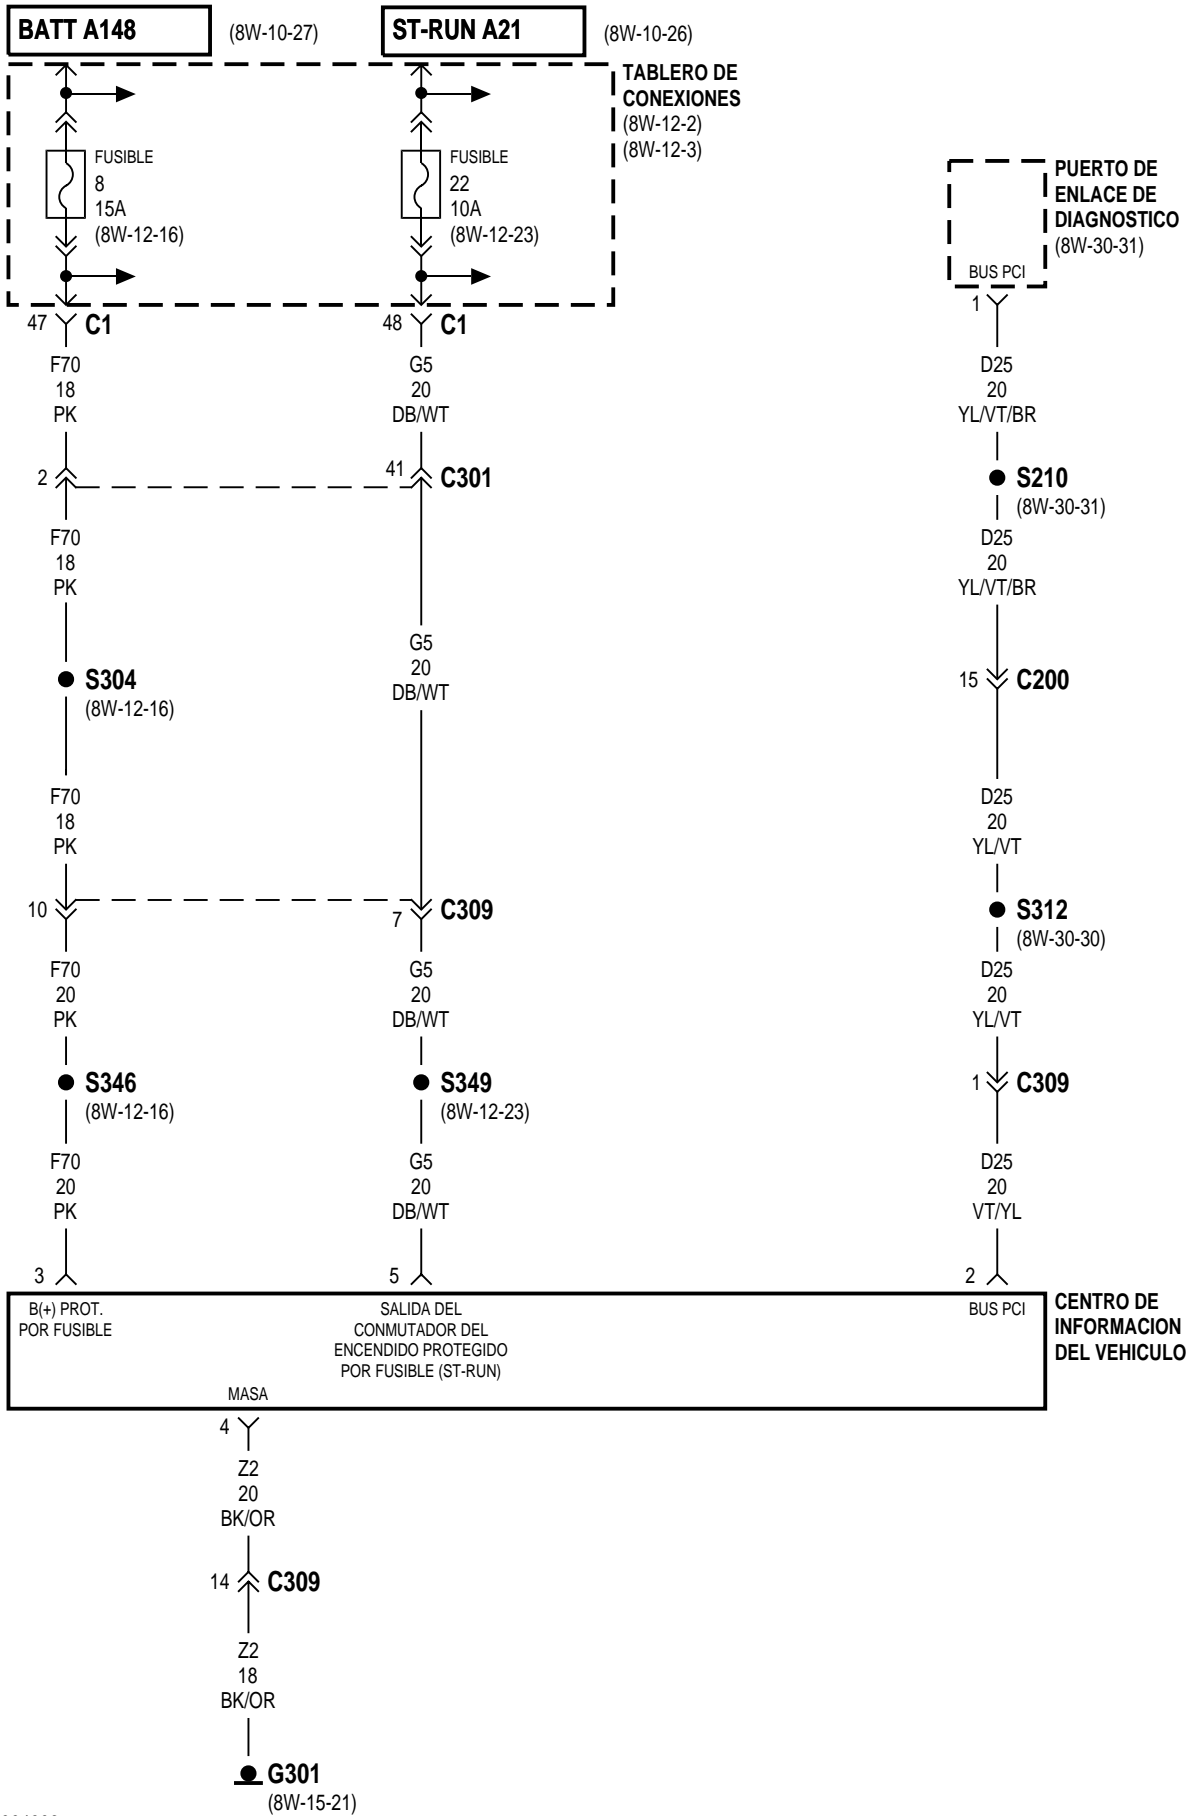 BATT A148
(8W-10-27)
ST-RUN A21
(8W-10-26)
TABLERO DE
CONEXIONES
(8W-12-2)
(8W-12-3)
FUSIBLE
8
15A
(8W-12-16)
FUSIBLE
22
10A
(8W-12-23)
PUERTO DE
ENLACE DE
DIAGNOSTICO
(8W-30-31)
BUS PCI
47
C1
48
C1
1
F70
18
PK
G5
20
DB/WT
D25
20
YL/VT/BR
2
41
C301
S210
(8W-30-31)
F70
18
PK
D25
20
YL/VT/BR
G5
20
DB/WT
S304
(8W-12-16)
15
C200
F70
18
PK
D25
20
YL/VT
10
7
C309
S312
(8W-30-30)
F70
20
PK
G5
20
DB/WT
D25
20
YL/VT
S346
(8W-12-16)
S349
(8W-12-23)
1
C309
F70
20
PK
G5
20
DB/WT
D25
20
VT/YL
3
5
2
B(+) PROT.
POR FUSIBLE
SALIDA DEL
CONMUTADOR DEL
ENCENDIDO PROTEGIDO
POR FUSIBLE (ST-RUN)
BUS PCI
CENTRO DE
INFORMACION
DEL VEHICULO
MASA
4
Z2
20
BK/OR
14
C309
Z2
18
BK/OR
G301
(8W-15-21)